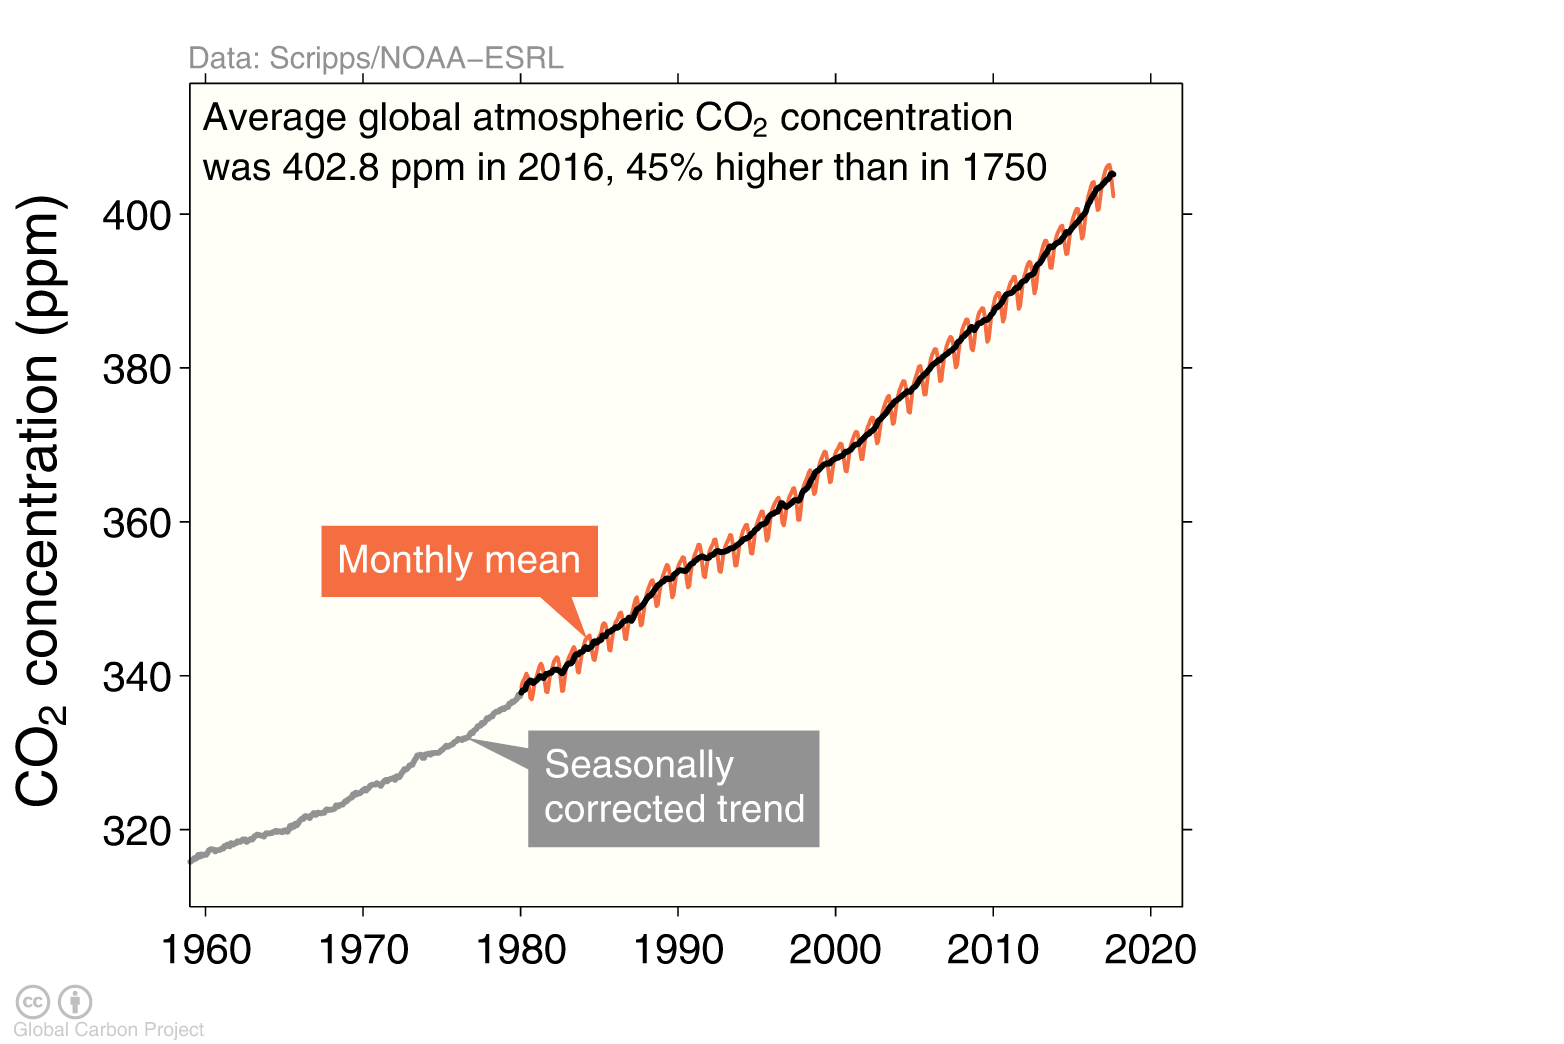 Data: Scripps/NOAA−ESRL
Average global atmospheric CO₂ concentration
was 402.8 ppm in 2016, 45% higher than in 1750
CO₂ concentration (ppm)
400
380
360
340
320
Monthly mean
Seasonally
corrected trend
1960 1970 1980 1990 2000 2010 2020
cc
Global Carbon Project